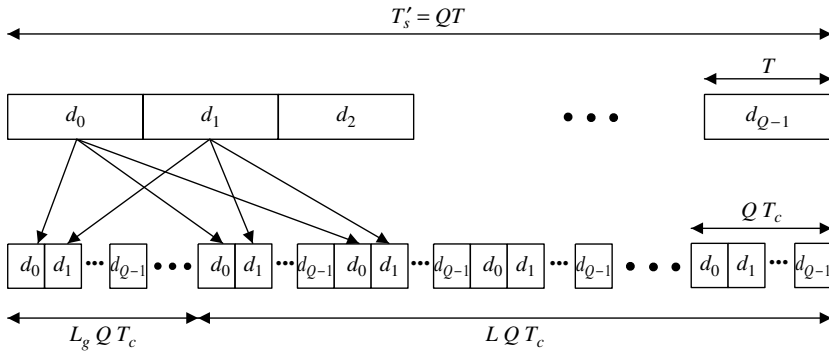 T′s = QT
T
d0 d1 d2 • • • dQ−1
Q Tc
d0 d1 ••• dQ−1 • • • d0 d1 ••• dQ−1 d0 d1 ••• dQ−1 d0 d1 ••• dQ−1 • • • d0 d1 ••• dQ−1
Lg Q Tc L Q Tc